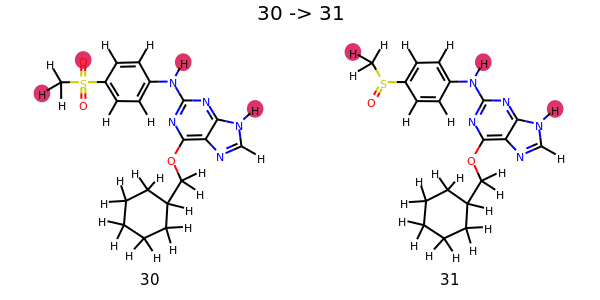 30 -> 31
H H H H H
H O H H H
H S N S N
H H O N O N
H H
H H N N H H N N
O N H O N H
H H H H H H
H H H H
H H H H
H H H H
H H H H
H H H H
30 31